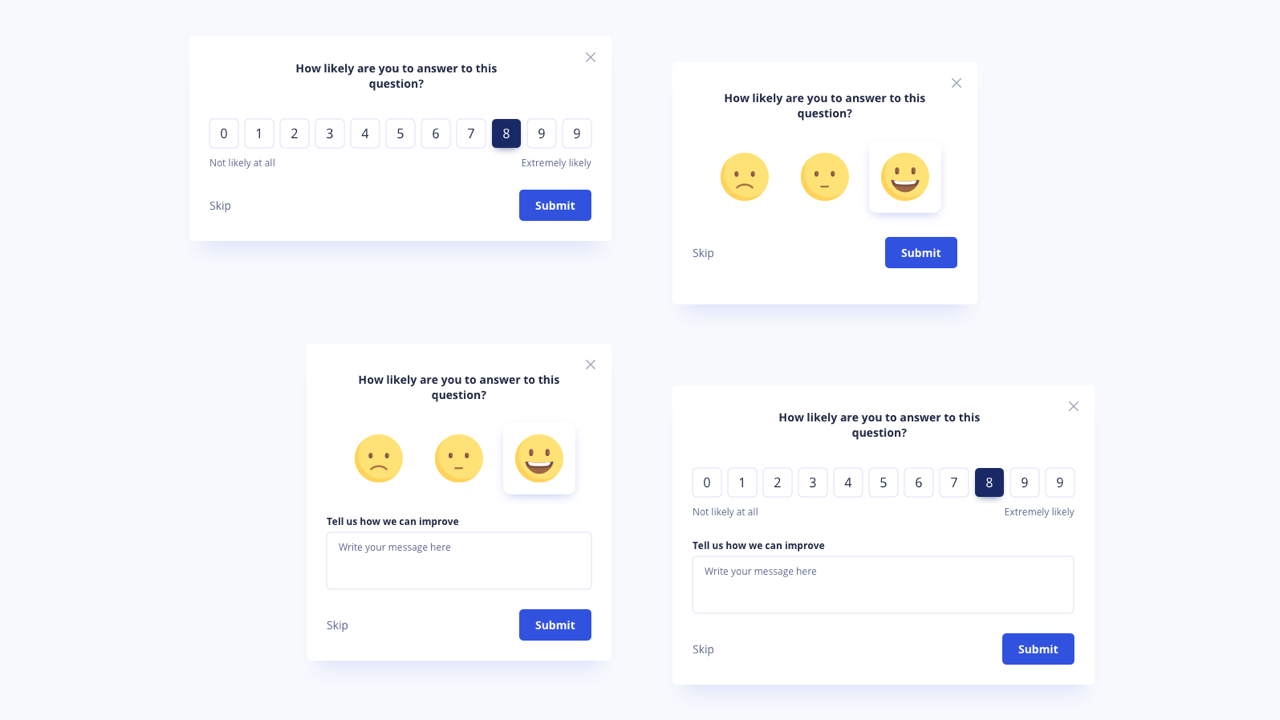 How likely are you to answer to this
question?
0 1 2 3 4 5 6 7 8 9 9
Not likely at all Extremely likely
Skip Submit
How likely are you to answer to this
question?
Skip Submit
How likely are you to answer to this
question?
Tell us how we can improve
Write your message here
Skip Submit
How likely are you to answer to this
question?
0 1 2 3 4 5 6 7 8 9 9
Not likely at all Extremely likely
Tell us how we can improve
Write your message here
Skip Submit